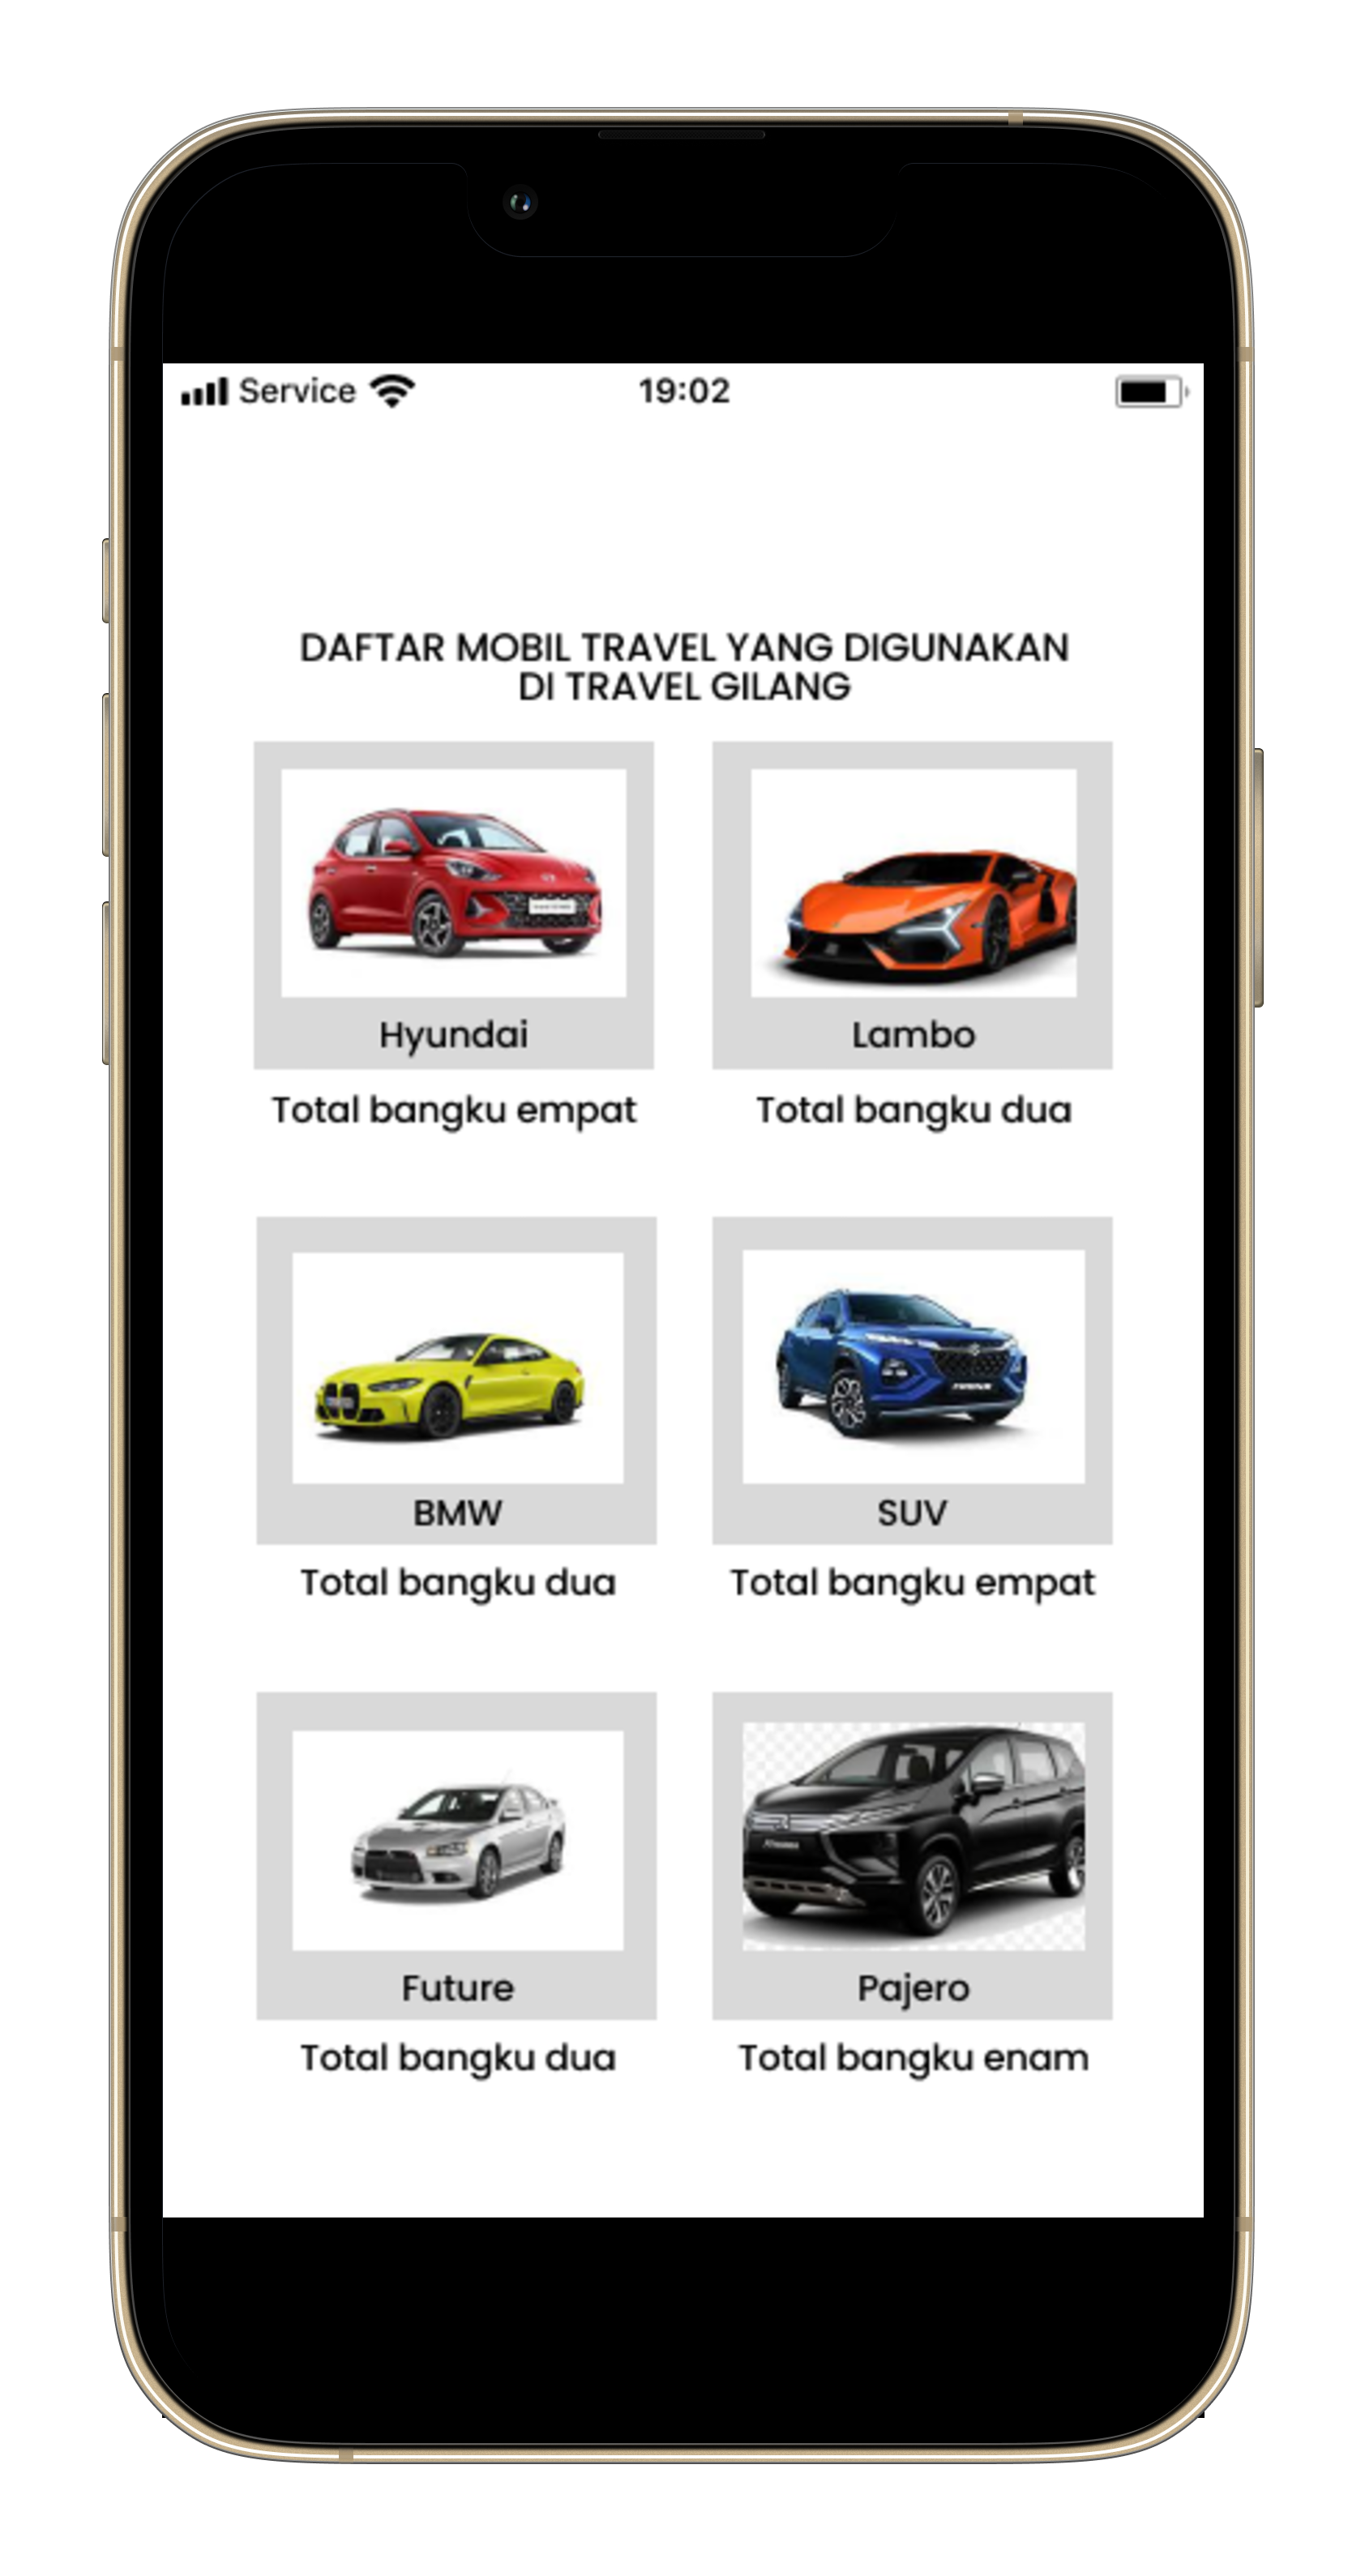 Service 19:02
DAFTAR MOBIL TRAVEL YANG DIGUNAKAN
DI TRAVEL GILANG
Hyundai
Lambo
Total bangku empat
Total bangku dua
BMW
SUV
Total bangku dua
Total bangku empat
Future
Pajero
Total bangku dua
Total bangku enam